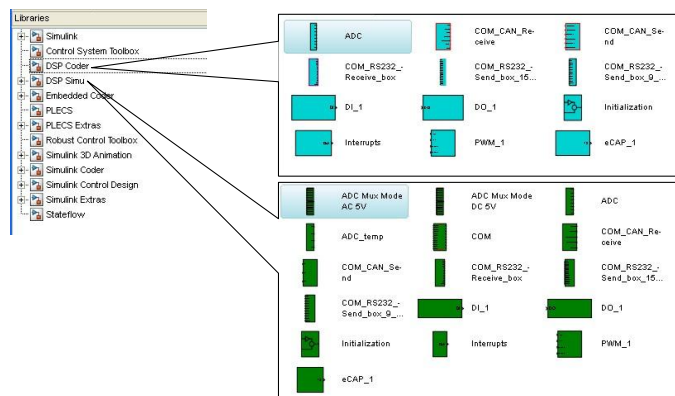 Libraries
Simulink
Control System Toolbox
DSP Coder
DSP Simu
Embedded Coder
PLECS
PLECS Extras
Robust Control Toolbox
Simulink 3D Animation
Simulink Coder
Simulink Control Design
Simulink Extras
Stateflow
ADC
COM_CAN_Re-
ceive
COM_CAN_Se-
nd
COM_RS232_-
Receive_box
COM_RS232_-
Send_box_15...
COM_RS232_-
Send_box_9_...
DI_1
DO_1
Initialization
Interrupts
PWM_1
eCAP_1
ADC Mux Mode
AC 5V
ADC Mux Mode
DC 5V
ADC
ADC_temp
COM
COM_CAN_Re-
ceive
COM_CAN_Se-
nd
COM_RS232_-
Receive_box
COM_RS232_-
Send_box_15...
COM_RS232_-
Send_box_9_...
DI_1
DO_1
Initialization
Interrupts
PWM_1
eCAP_1